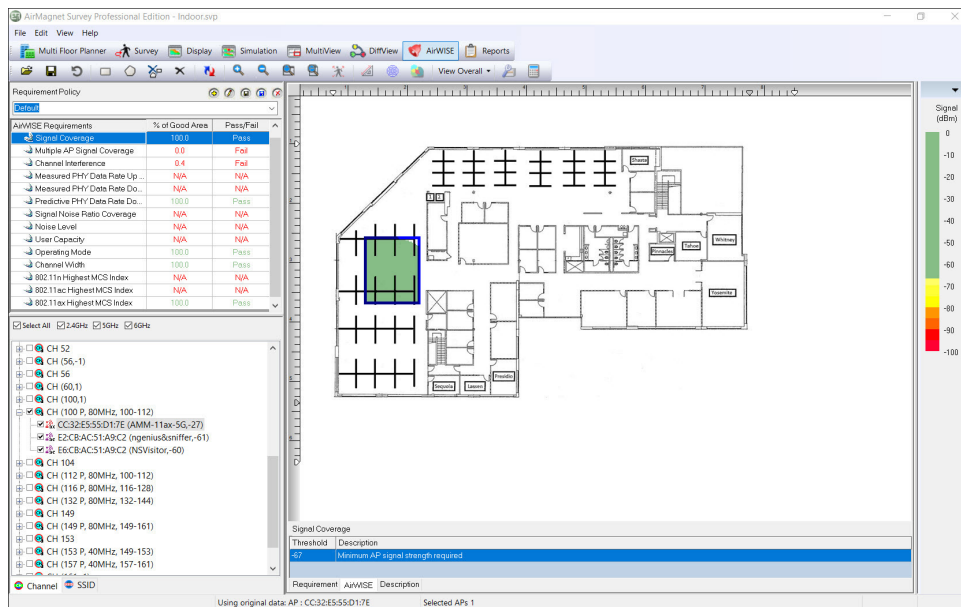 AirMagnet Survey Professional Edition - Indoor.svp
File Edit View Help
Multi Floor Planner Survey Display Simulation MultiView DiffView AirWISE Reports
View Overall
Requirement Policy
Default
AirWISE Requirements % of Good Area Pass/Fail
Signal Coverage 100.0 Pass
Multiple AP Signal Coverage 0.0 Fail
Channel Interference 0.4 Fail
Measured PHY Data Rate Up ... N/A N/A
Measured PHY Data Rate Do... N/A N/A
Predictive PHY Data Rate Do... 100.0 Pass
Signal Noise Ratio Coverage N/A N/A
Noise Level N/A N/A
User Capacity N/A N/A
Operating Mode 100.0 Pass
Channel Width 100.0 Pass
802.11n Highest MCS Index N/A N/A
802.11ac Highest MCS Index N/A N/A
802.11ax Highest MCS Index 100.0 Pass
Select All 2.4GHz 5GHz 6GHz
CH 52
CH (56,-1)
CH 56
CH (60,1)
CH (100,1)
CH (100 P, 80MHz, 100-112)
CC:32:E5:55:D1:7E (AMM-11ax-5G,-27)
E2:CB:AC:51:A9:C2 (ngenius&sniffer,-61)
E6:CB:AC:51:A9:C2 (NSVisitor,-60)
CH 104
CH (112 P, 80MHz, 100-112)
CH (116 P, 80MHz, 116-128)
CH (132 P, 80MHz, 132-144)
CH 149
CH (149 P, 80MHz, 149-161)
CH 153
CH (153 P, 40MHz, 149-153)
CH (157 P, 40MHz, 157-161)
Channel SSID
Shasta
Whitney
Tahoe
Pinnacles
Yosemite
Presidio
Sequoia Lassen
Signal Coverage
Threshold Description
-67 Minimum AP signal strength required
Requirement AirWISE Description
Signal
(dBm)
0
-10
-20
-30
-40
-50
-60
-70
-80
-90
-100
Using original data: AP : CC:32:E5:55:D1:7E Selected APs 1